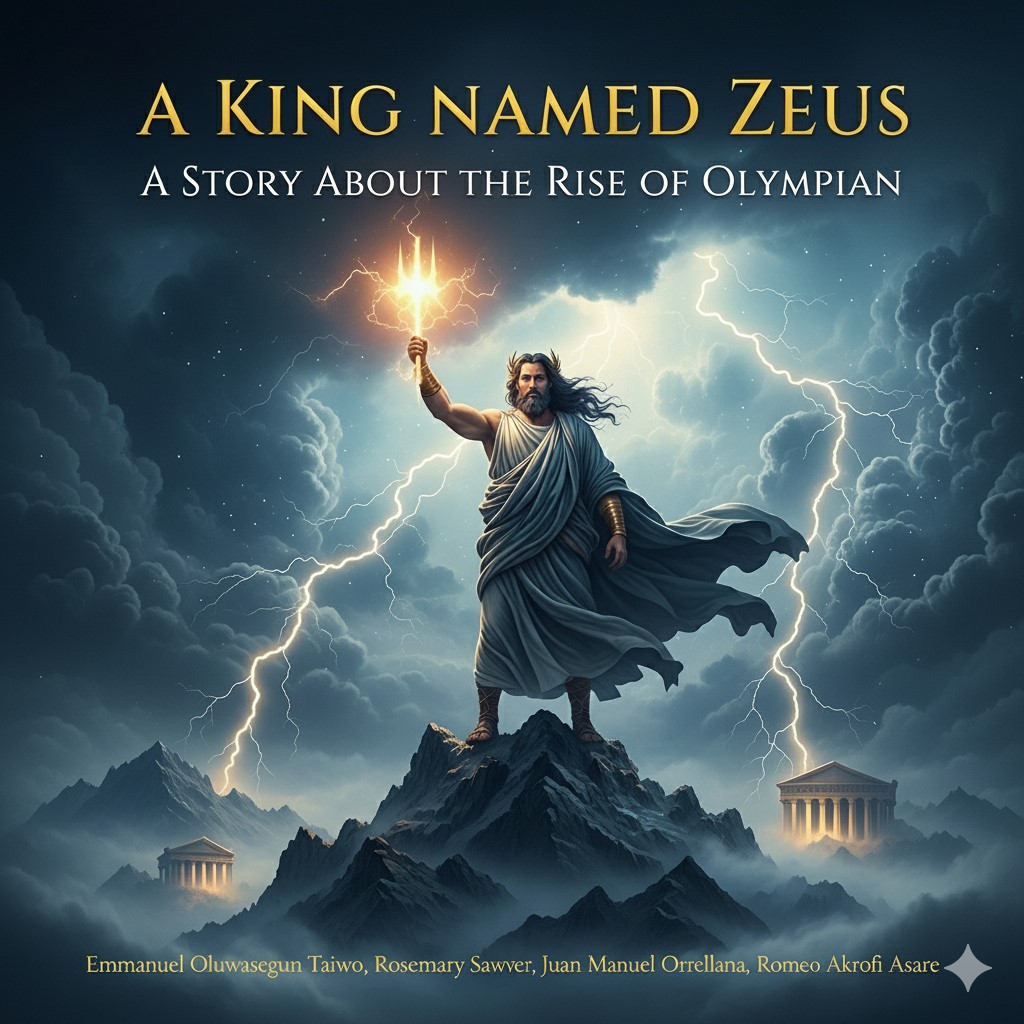 A King named Zeus
A Story About the Rise of Olympian
Emmanuel Oluwasegun Taiwo, Rosemary Sawyer, Juan Manuel Orrellana, Romeo Akrofi Asare